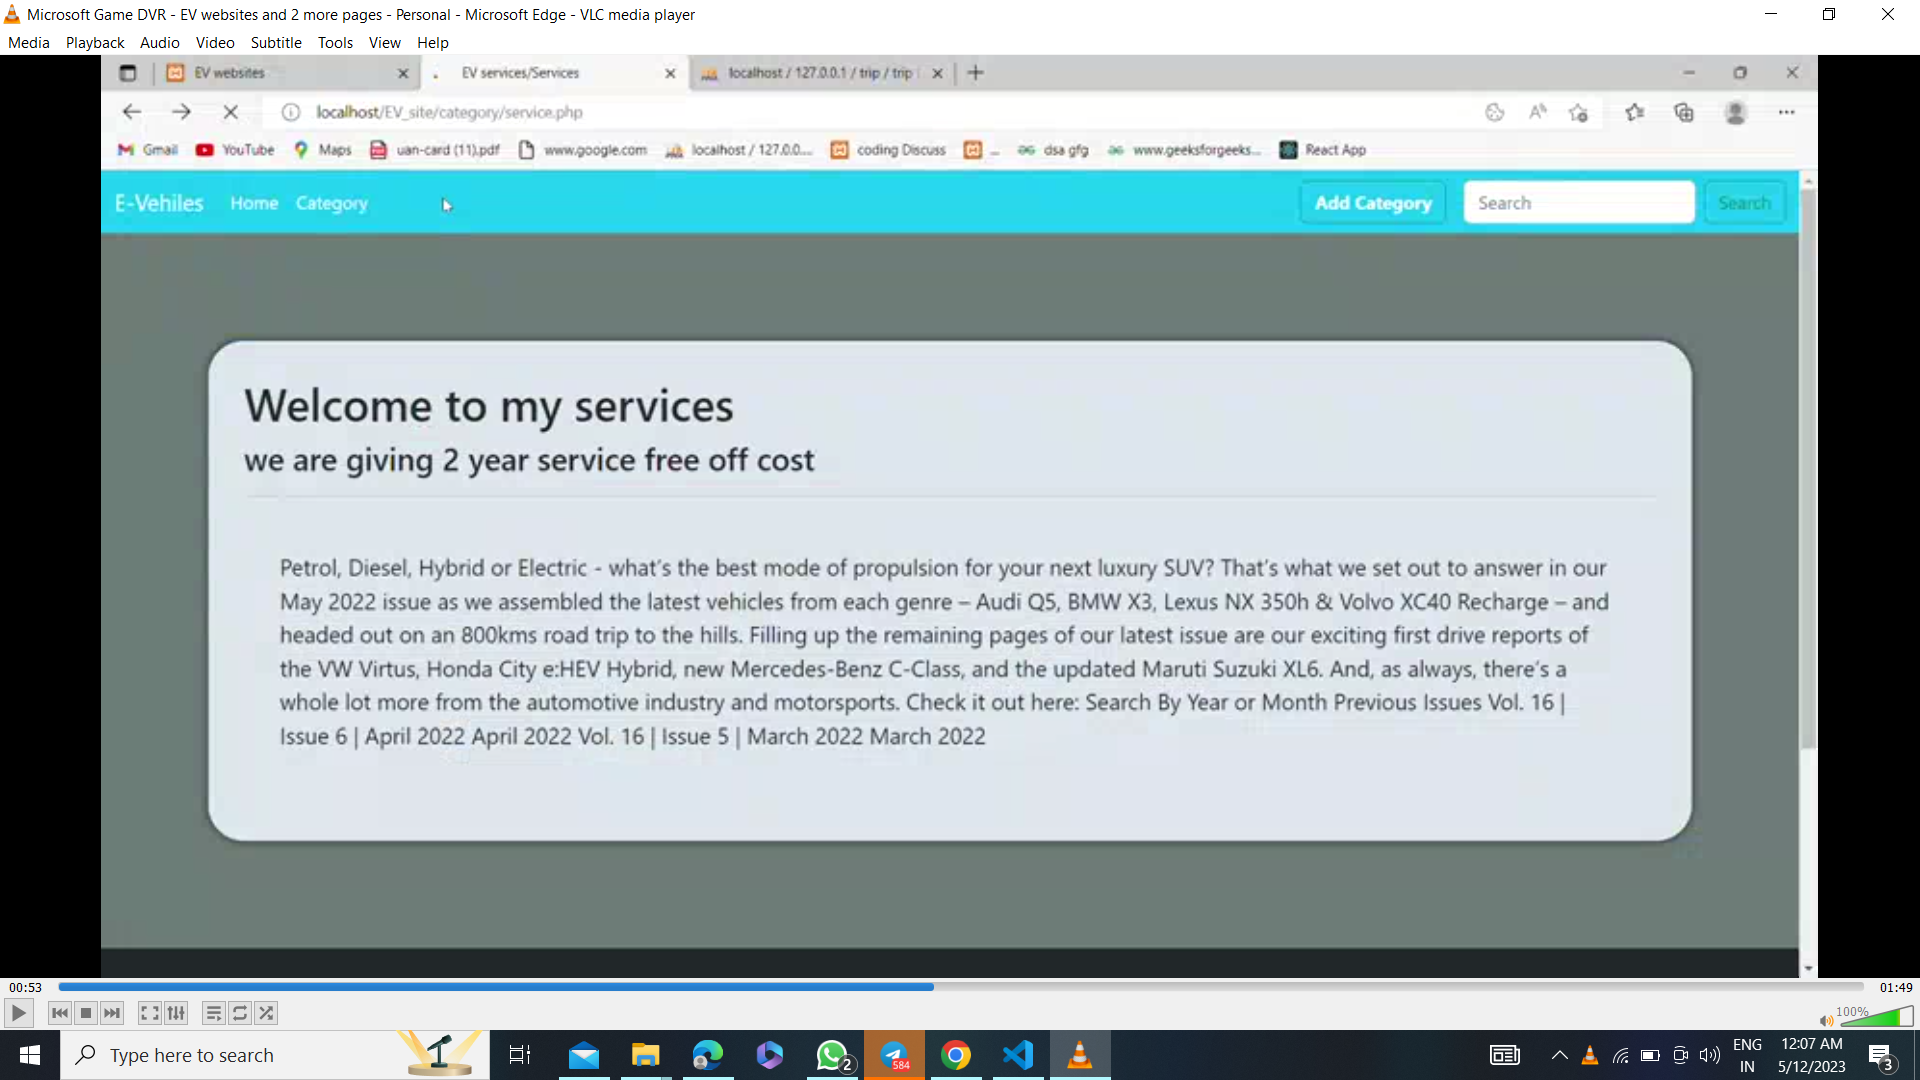 Microsoft Game DVR - EV websites and 2 more pages - Personal - Microsoft Edge - VLC media player
Media Playback Audio Video Subtitle Tools View Help
EV websites EV services/Services localhost / 127.0.0.1 / trip / trip
localhost/EV_site/category/service.php
Gmail YouTube Maps uan-card (11).pdf www.google.com localhost / 127.0.0... coding Discuss ... dsa gfg www.geeksforgeeks... React App
E-Vehiles Home Category Add Category Search Search
Welcome to my services
we are giving 2 year service free off cost
Petrol, Diesel, Hybrid or Electric - what's the best mode of propulsion for your next luxury SUV? That's what we set out to answer in our
May 2022 issue as we assembled the latest vehicles from each genre – Audi Q5, BMW X3, Lexus NX 350h & Volvo XC40 Recharge – and
headed out on an 800kms road trip to the hills. Filling up the remaining pages of our latest issue are our exciting first drive reports of
the VW Virtus, Honda City e:HEV Hybrid, new Mercedes-Benz C-Class, and the updated Maruti Suzuki XL6. And, as always, there's a
whole lot more from the automotive industry and motorsports. Check it out here: Search By Year or Month Previous Issues Vol. 16 |
Issue 6 | April 2022 April 2022 Vol. 16 | Issue 5 | March 2022 March 2022
00:53 01:49
100%
Type here to search 2 584 ENG 12:07 AM
IN 5/12/2023 3